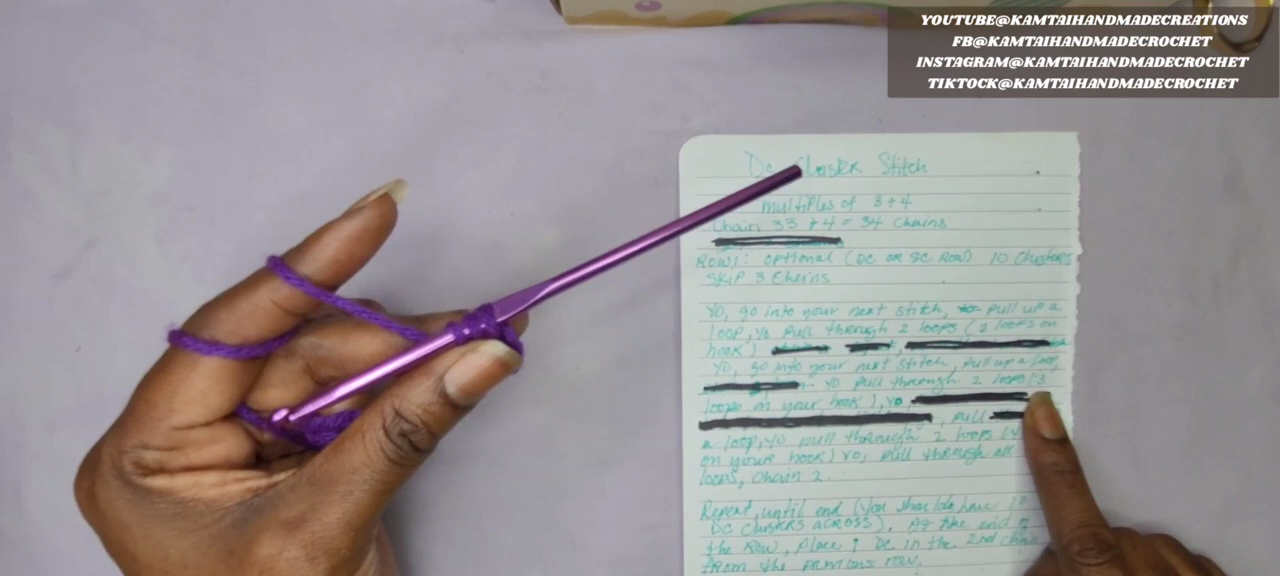 YOUTUBE@KAMTAIHANDMADECREATIONS
FB@KAMTAIHANDMADECROCHET
INSTAGRAM@KAMTAIHANDMADECROCHET
TIKTOCK@KAMTAIHANDMADECROCHET
Dc Stitch
multiples of 3+4
Chain 33 + 4 = 34 Chains
ROW1: optional (DC OR SC ROW) 10 Clusters
SKIP 3 Chains
YO, go into your next stitch, pull up a
loop, yo pull through 2 loops (2 loops on
hook)
YO, go into your next stitch, pull up a loop,
YO pull through 2 loops (3
loops on your hook), YO
, pull
a loop, YO pull through 2 loops (4
on your hook) YO, pull through all
loops, Chain 2.
Repeat until end (you should have
DC clusters across). At the end of
the Row, Place 1 DC in the 2nd chain
from the previous row.